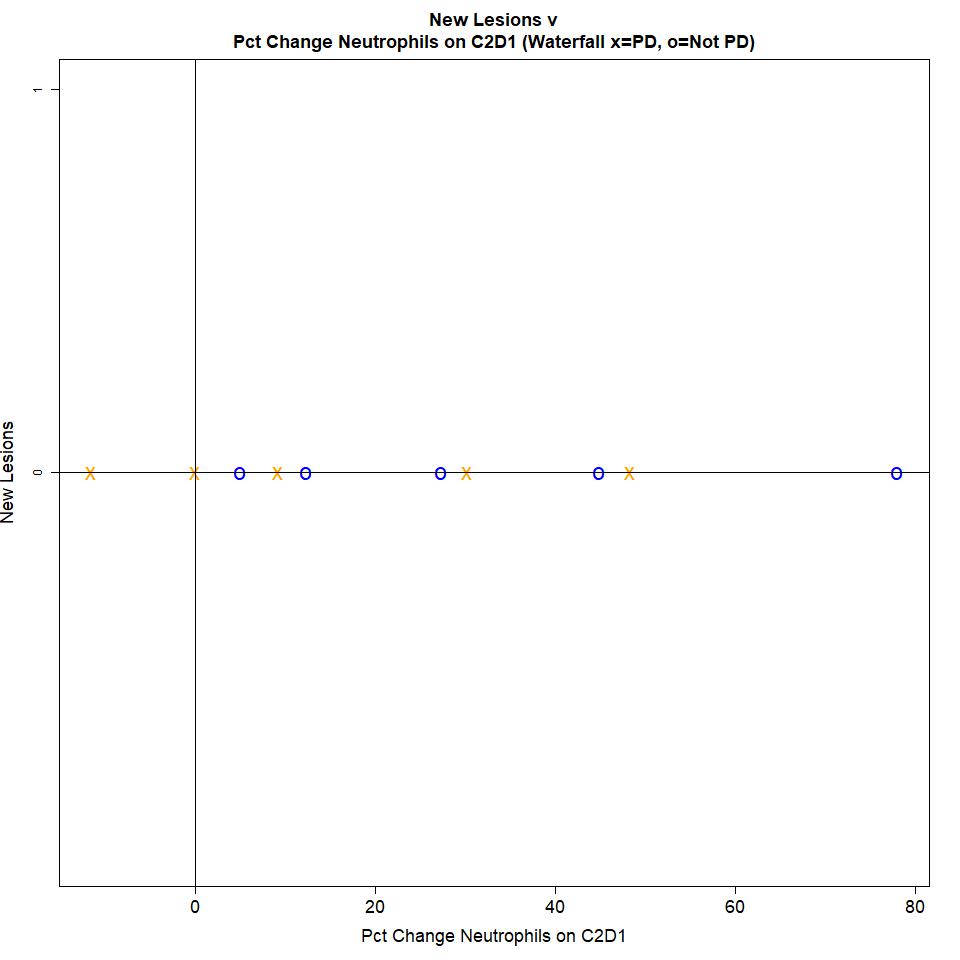 New Lesions v
Pct Change Neutrophils on C2D1 (Waterfall x=PD, o=Not PD)
1
0
New Lesions
x x o x o o x o x o
0 20 40 60 80
Pct Change Neutrophils on C2D1